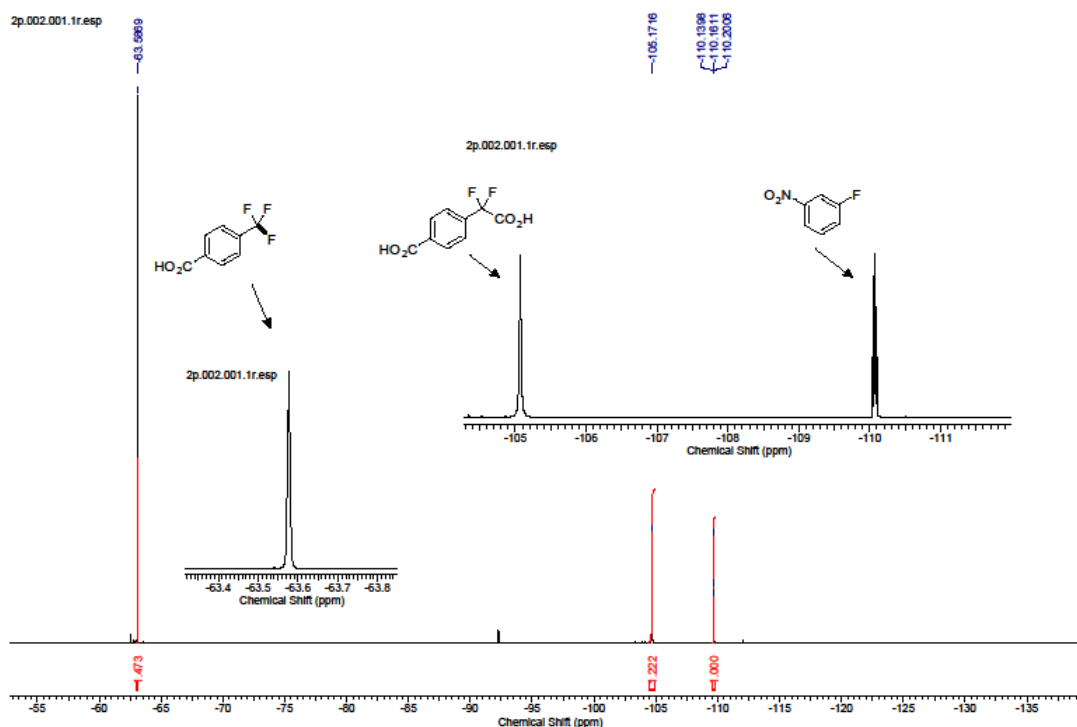 2p.002.001.1r.esp
-63.5869
-105.1716
-110.1398
-110.1611
-110.2006
2p.002.001.1r.esp
F F
F
HO2C
F F
CO2H
HO2C
O2N
F
2p.002.001.1r.esp
-63.4 -63.5 -63.6 -63.7 -63.8
Chemical Shift (ppm)
-105 -106 -107 -108 -109 -110 -111
Chemical Shift (ppm)
1.473
1.222
1.000
-55 -60 -65 -70 -75 -80 -85 -90 -95 -100 -105 -110 -115 -120 -125 -130 -135
Chemical Shift (ppm)